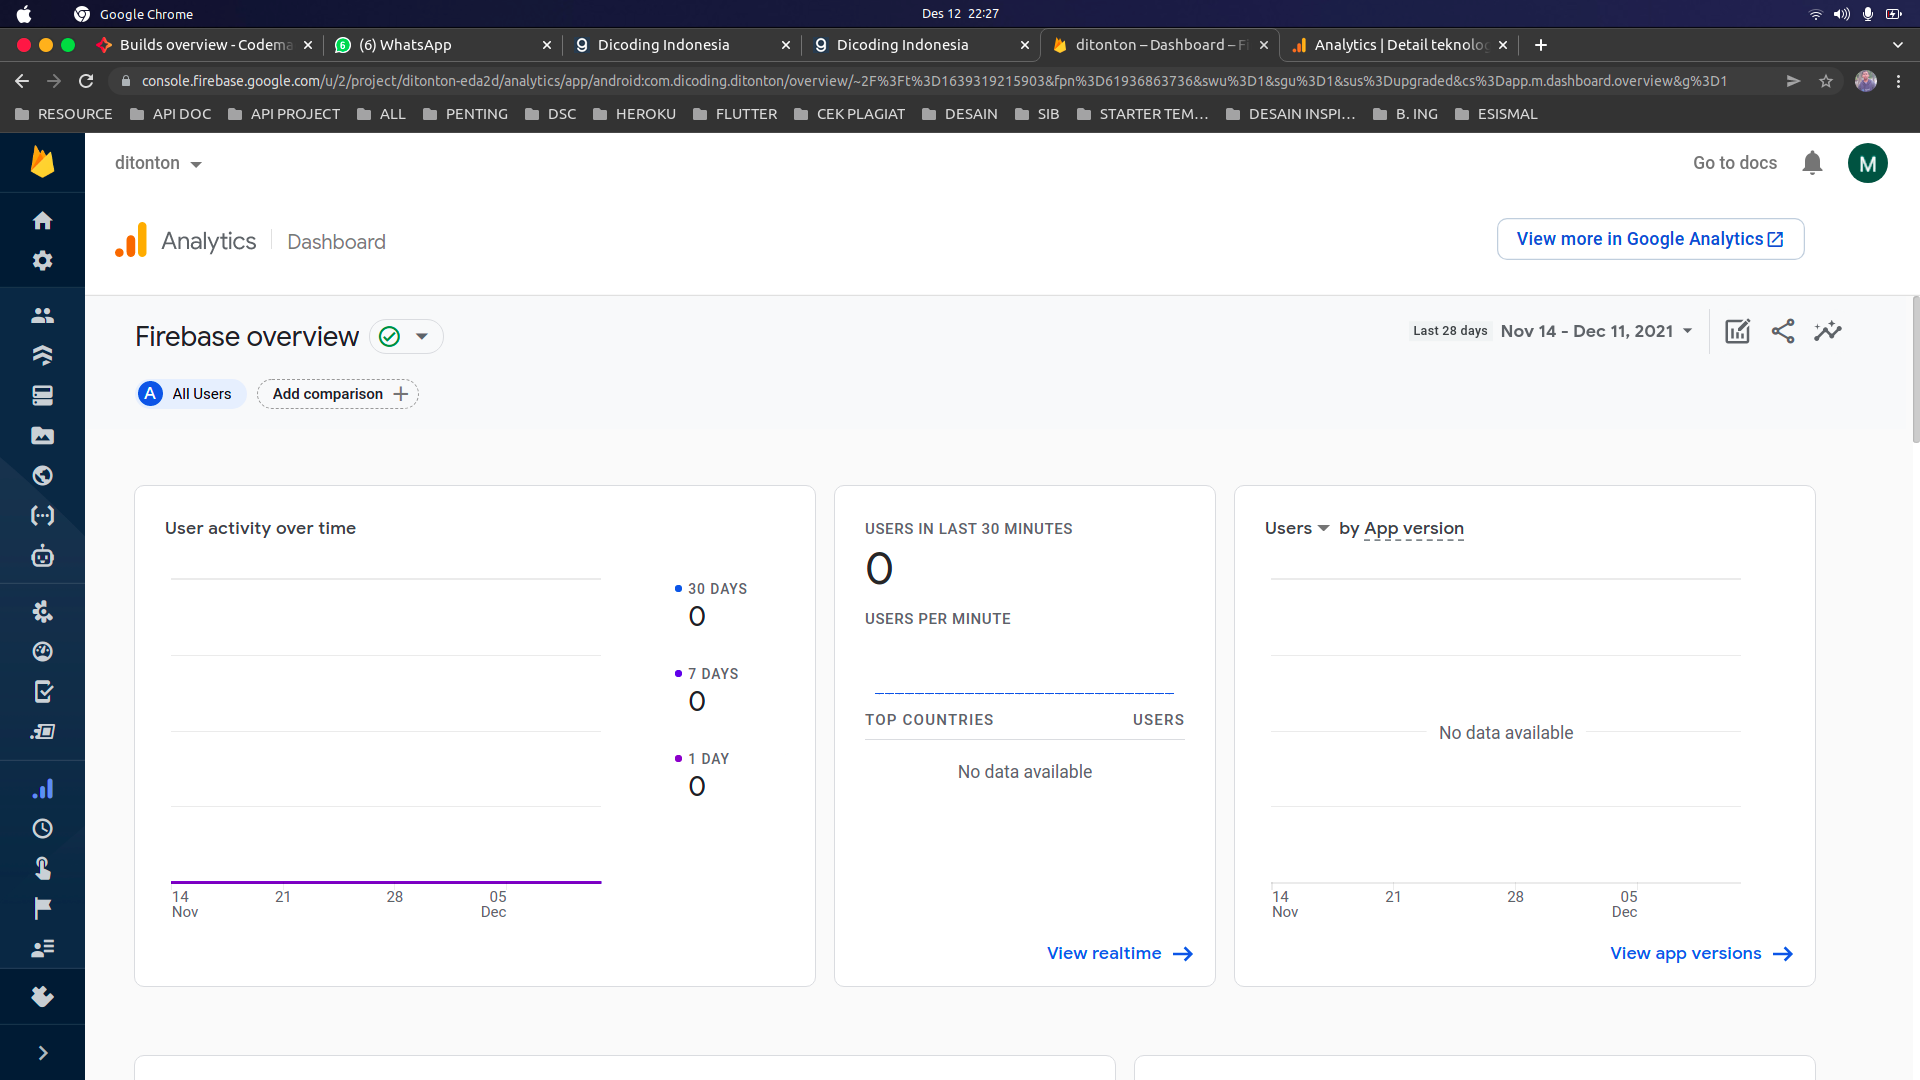 Google Chrome
Des 12 22:27
Builds overview - Codema
(6) WhatsApp
Dicoding Indonesia
Dicoding Indonesia
ditonton – Dashboard – Fi
Analytics | Detail teknolog
console.firebase.google.com/u/2/project/ditonton-eda2d/analytics/app/android:com.dicoding.ditonton/overview/~2F%3Ft%3D1639319215903&fpn%3D61936863736&swu%3D1&sgu%3D1&sus%3Dupgraded&cs%3Dapp.m.dashboard.overview&g%3D1
RESOURCE
API DOC
API PROJECT
ALL
PENTING
DSC
HEROKU
FLUTTER
CEK PLAGIAT
DESAIN
SIB
STARTER TEM...
DESAIN INSPI...
B. ING
ESISMAL
ditonton
Go to docs
M
Analytics
Dashboard
View more in Google Analytics
Firebase overview
Last 28 days
Nov 14 - Dec 11, 2021
A
All Users
Add comparison
User activity over time
30 DAYS
0
7 DAYS
0
1 DAY
0
14
Nov
21
28
05
Dec
USERS IN LAST 30 MINUTES
0
USERS PER MINUTE
TOP COUNTRIES
USERS
No data available
View realtime
Users by App version
No data available
14
Nov
21
28
05
Dec
View app versions